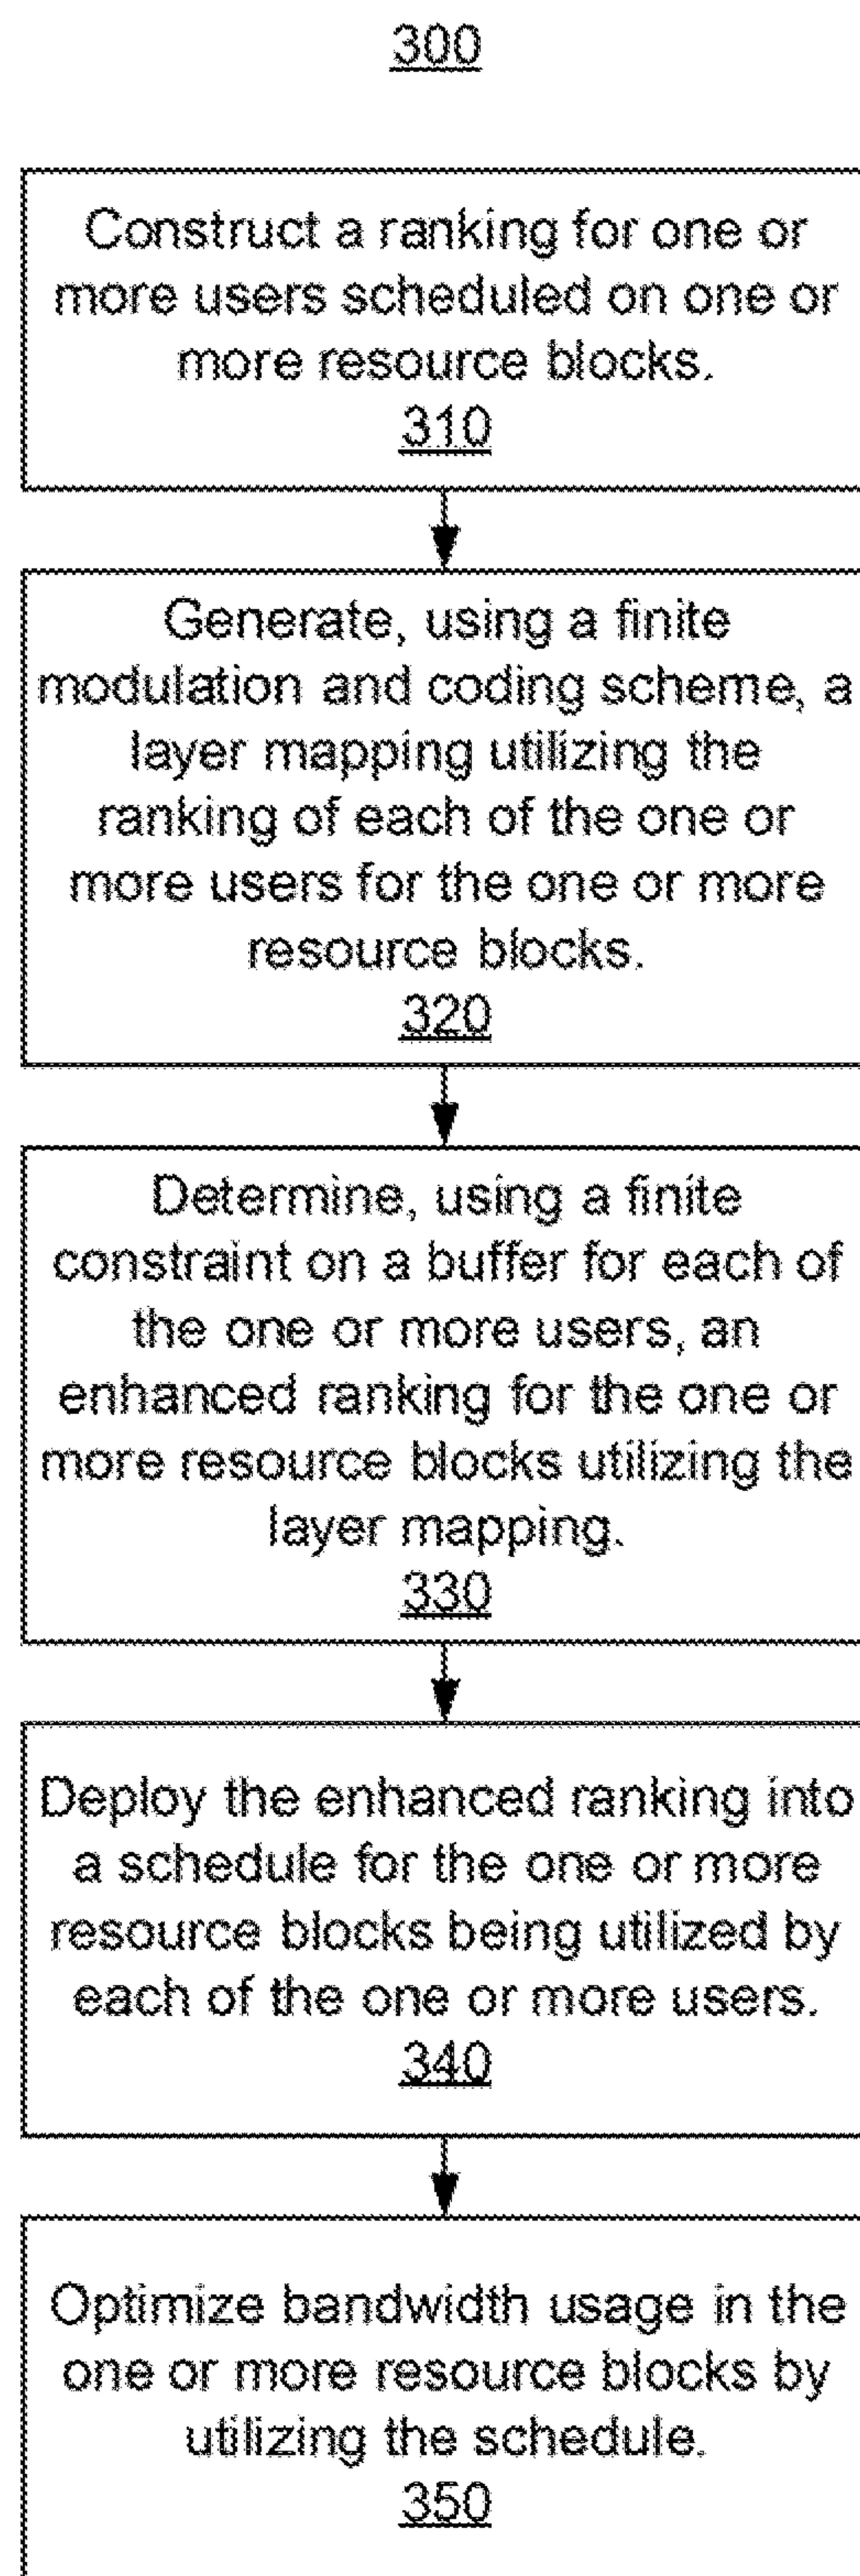 300
Construct a ranking for one or
more users scheduled on one or
more resource blocks.
310
Generate, using a finite
modulation and coding scheme, a
layer mapping utilizing the
ranking of each of the one or
more users for the one or more
resource blocks.
320
Determine, using a finite
constraint on a buffer for each of
the one or more users, an
enhanced ranking for the one or
more resource blocks utilizing the
layer mapping.
330
Deploy the enhanced ranking into
a schedule for the one or more
resource blocks being utilized by
each of the one or more users.
340
Optimize bandwidth usage in the
one or more resource blocks by
utilizing the schedule.
350